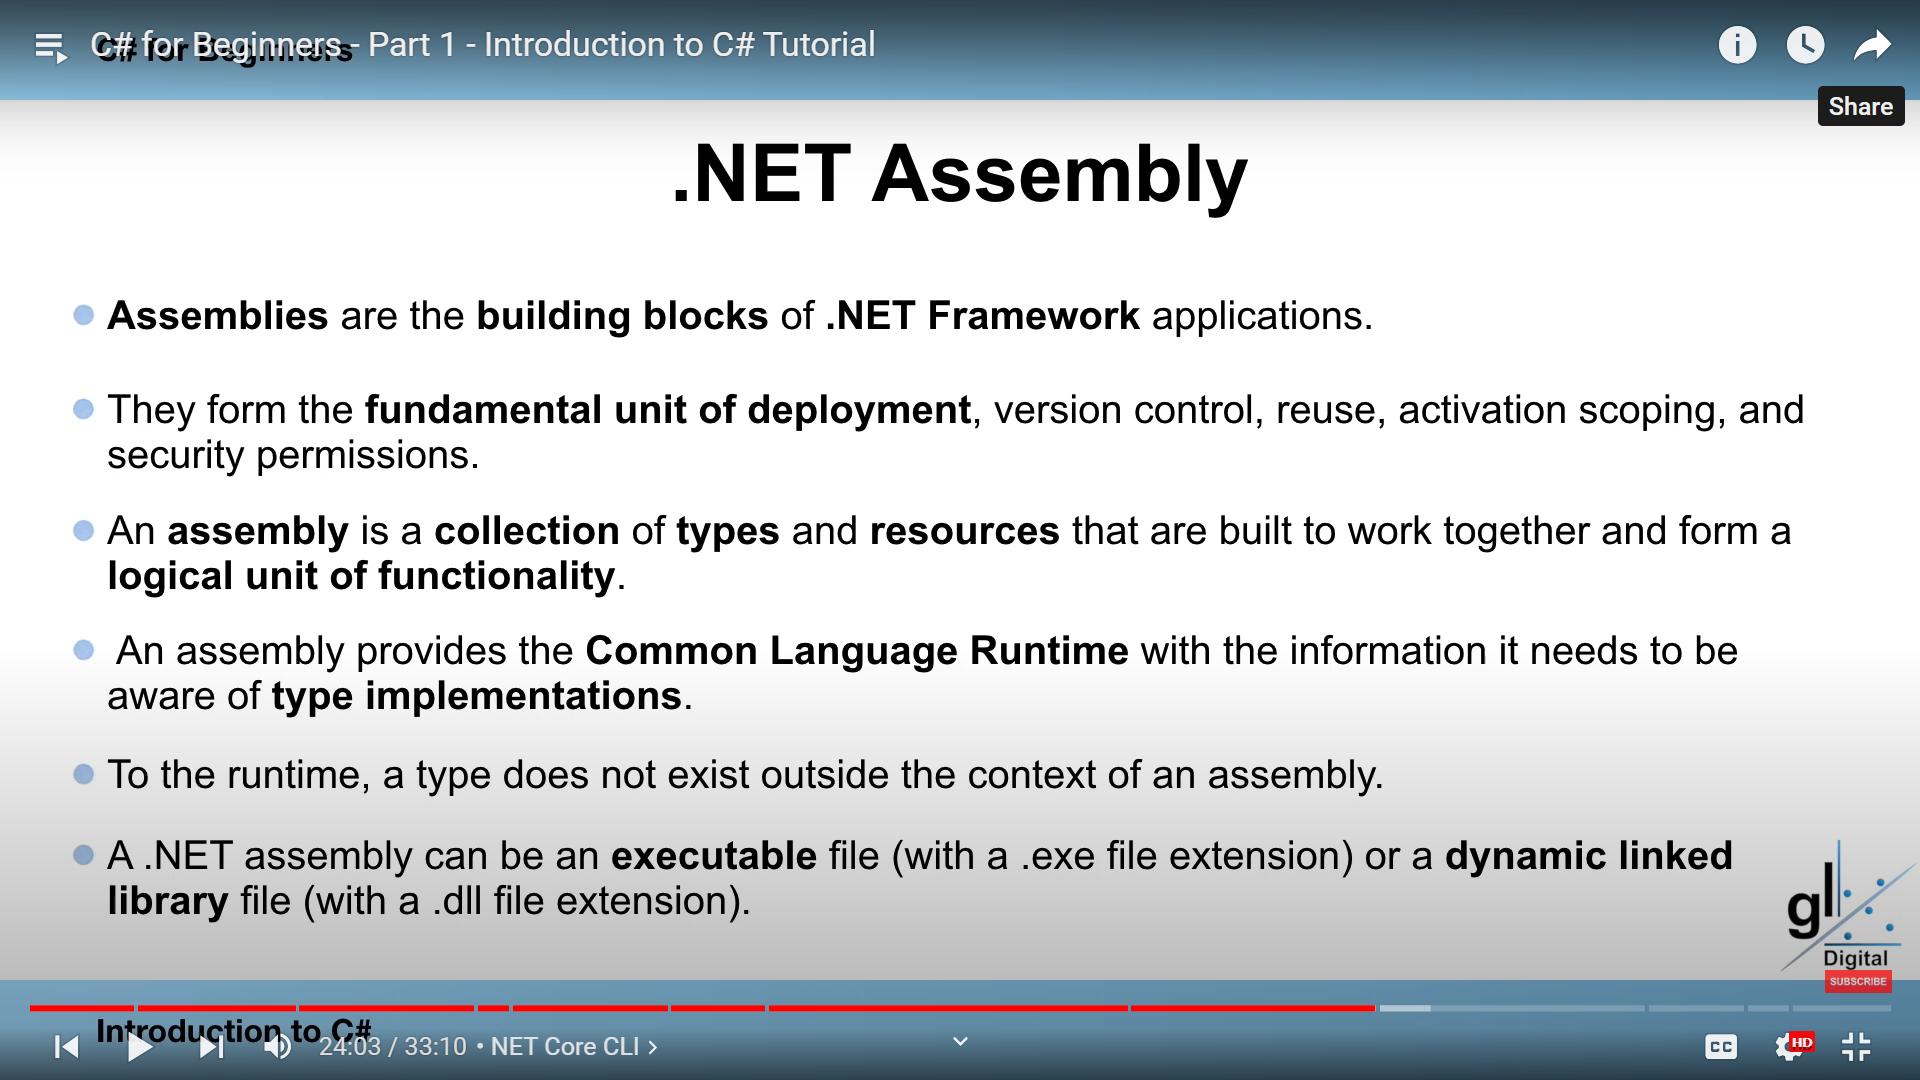 C# for Beginners - Part 1 - Introduction to C# Tutorial
C# for Beginners
Share
.NET Assembly
Assemblies are the building blocks of .NET Framework applications.
They form the fundamental unit of deployment, version control, reuse, activation scoping, and
security permissions.
An assembly is a collection of types and resources that are built to work together and form a
logical unit of functionality.
An assembly provides the Common Language Runtime with the information it needs to be
aware of type implementations.
To the runtime, a type does not exist outside the context of an assembly.
A .NET assembly can be an executable file (with a .exe file extension) or a dynamic linked
library file (with a .dll file extension).
gl
Digital
SUBSCRIBE
Introduction to C#
24:03 / 33:10 • NET Core CLI
CC
HD